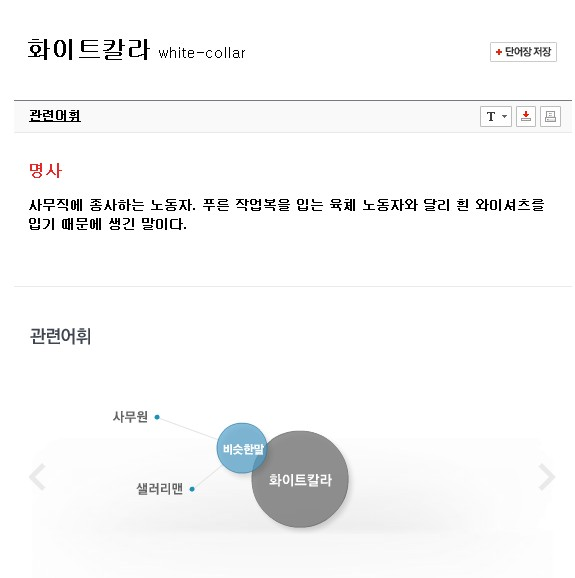 화이트칼라 white-collar
단어장 저장
관련어휘
T
명사
사무직에 종사하는 노동자. 푸른 작업복을 입는 육체 노동자와 달리 흰 와이셔츠를
입기 때문에 생긴 말이다.
관련어휘
사무원
비슷한말
화이트칼라
샐러리맨